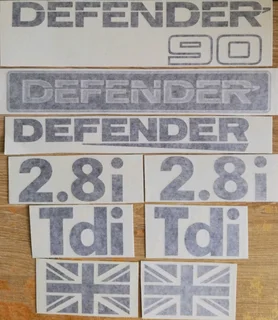 DEFENDER
90
DEFENDER
DEFENDER
2.8i 2.8i
Tdi Tdi